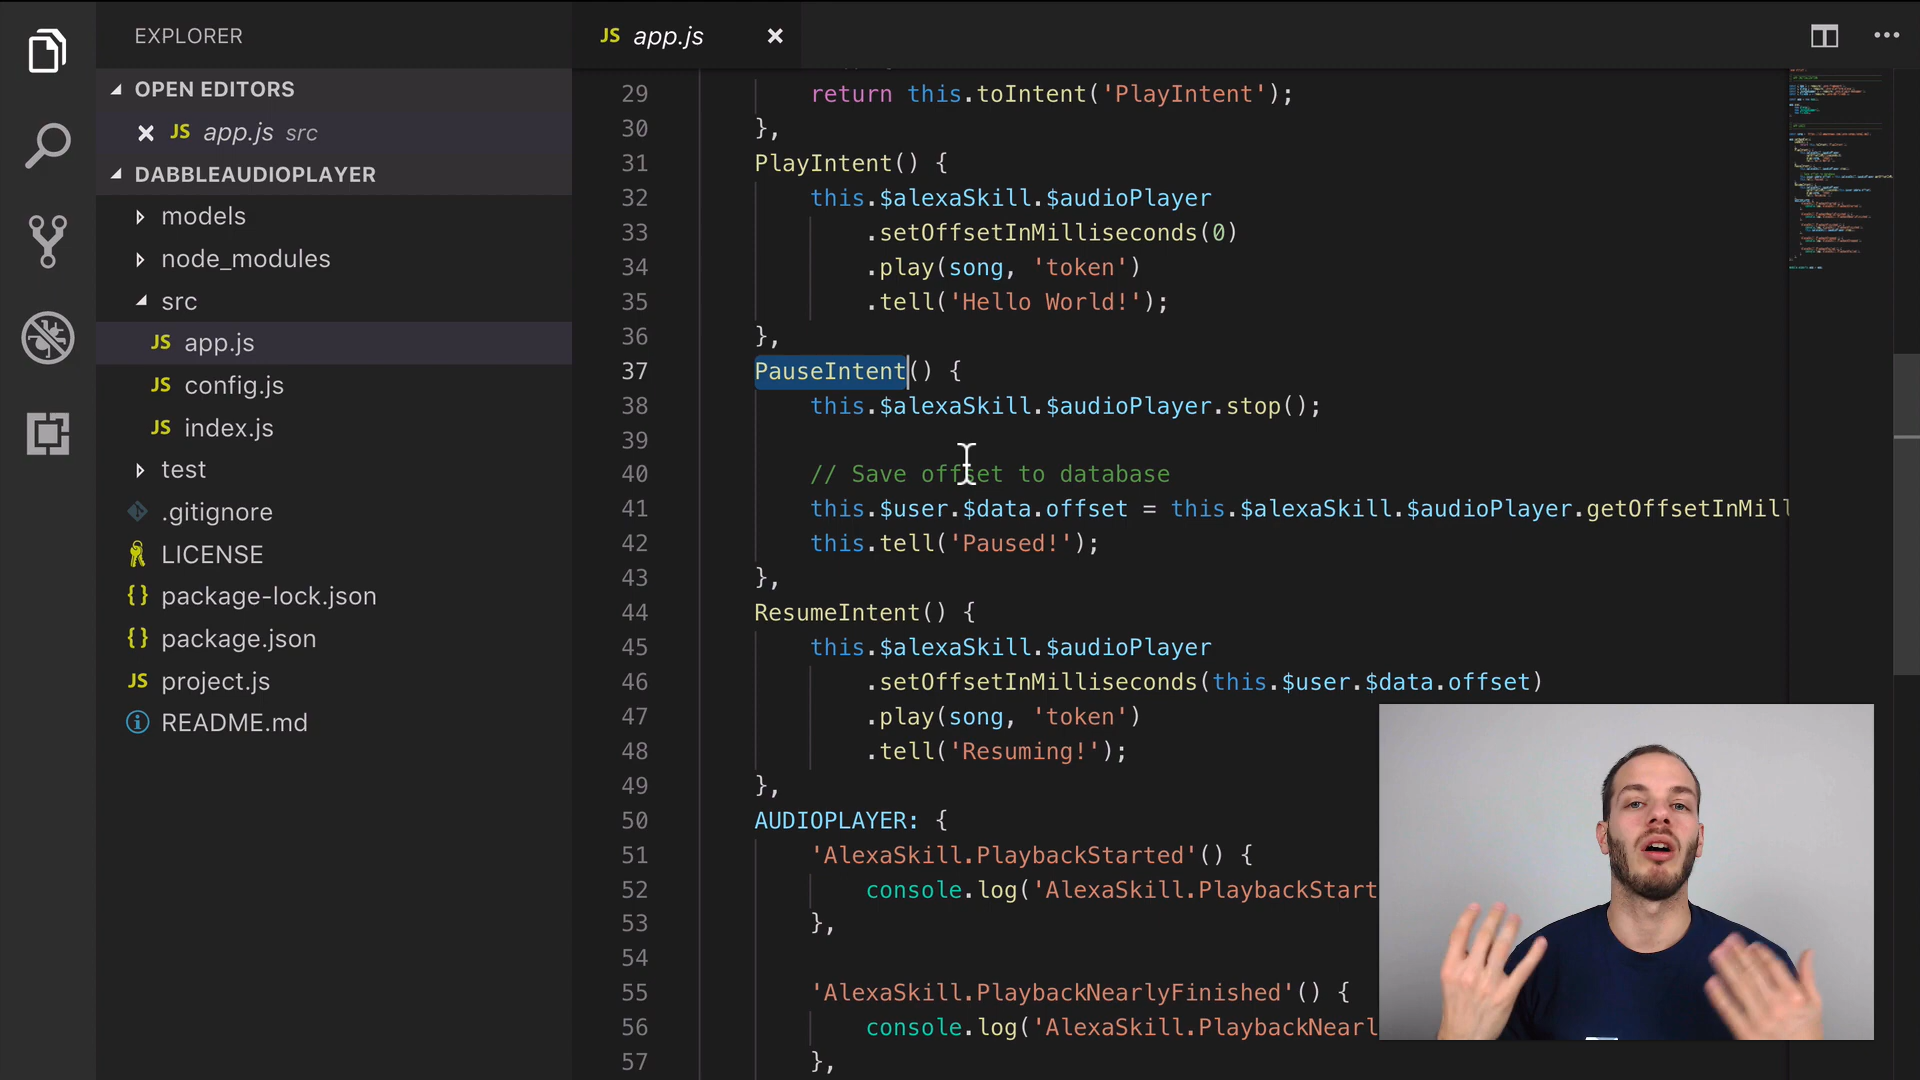 EXPLORER
OPEN EDITORS
JS app.js src
DABBLEAUDIOPLAYER
models
node_modules
src
JS app.js
JS config.js
JS index.js
test
.gitignore
LICENSE
{} package-lock.json
{} package.json
JS project.js
README.md
JS app.js
29 return this.toIntent('PlayIntent');
30 },
31 PlayIntent() {
32 this.$alexaSkill.$audioPlayer
33 .setOffsetInMilliseconds(0)
34 .play(song, 'token')
35 .tell('Hello World!');
36 },
37 PauseIntent() {
38 this.$alexaSkill.$audioPlayer.stop();
39
40 // Save offset to database
41 this.$user.$data.offset = this.$alexaSkill.$audioPlayer.getOffsetInMill
42 this.tell('Paused!');
43 },
44 ResumeIntent() {
45 this.$alexaSkill.$audioPlayer
46 .setOffsetInMilliseconds(this.$user.$data.offset)
47 .play(song, 'token')
48 .tell('Resuming!');
49 },
50 AUDIOPLAYER: {
51 'AlexaSkill.PlaybackStarted'() {
52 console.log('AlexaSkill.PlaybackStart
53 },
54
55 'AlexaSkill.PlaybackNearlyFinished'() {
56 console.log('AlexaSkill.PlaybackNearl
57 },